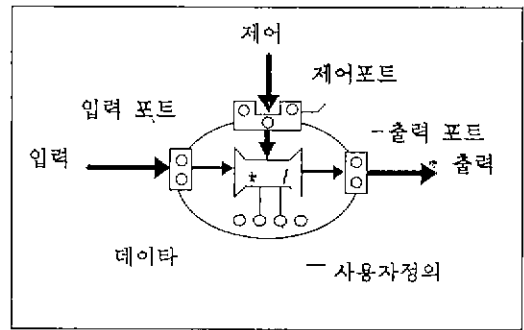 제어
제어포트
입력 포트
출력 포트
입력
출력
데이타
사용자정의